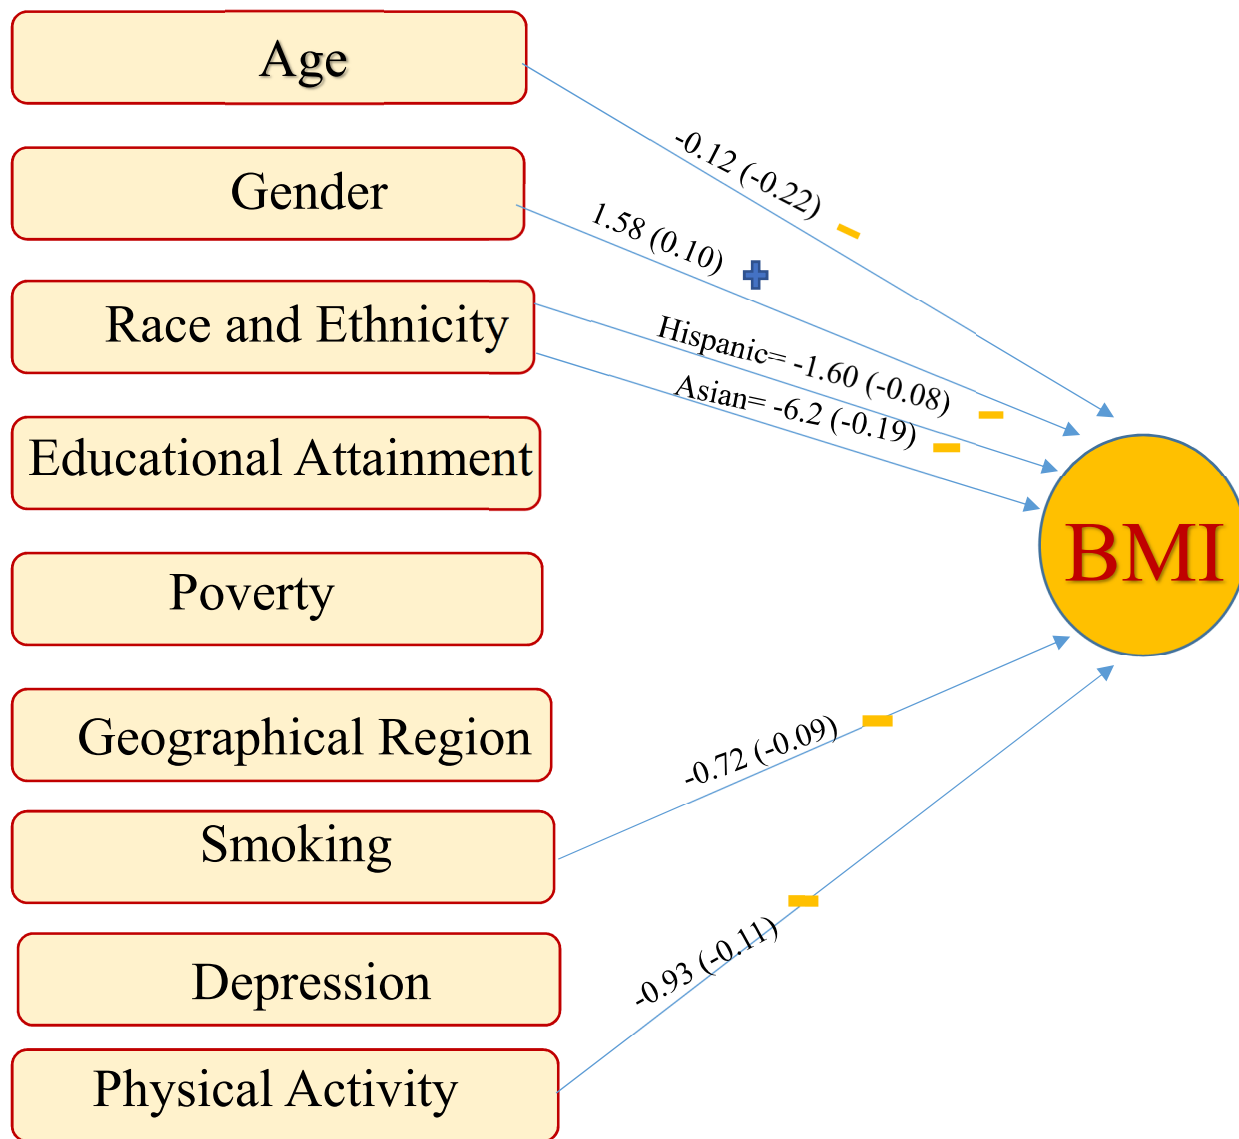 Age
-0.12 (-0.22)
Gender
1.58 (0.10)
Race and Ethnicity
Hispanic= -1.60 (-0.08)
Asian= -6.2 (-0.19)
Educational Attainment
BMI
Poverty
Geographical Region
-0.72 (-0.09)
Smoking
Depression
-0.93 (-0.11)
Physical Activity